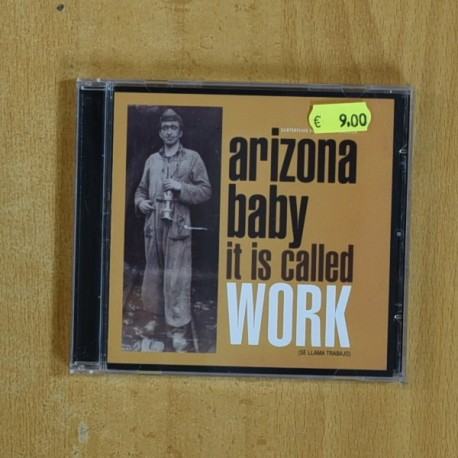 € 9.00
arizona
baby
it is called
WORK
(SE LLAMA TRABAJO)